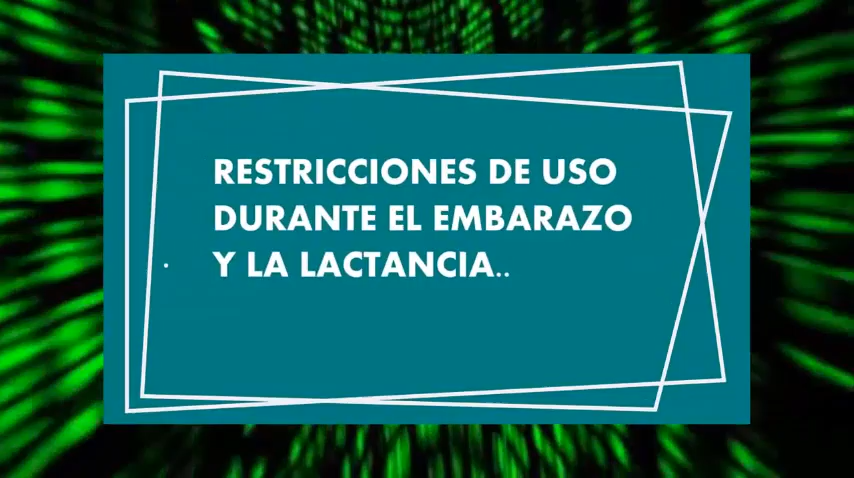 RESTRICCIONES DE USO
DURANTE EL EMBARAZO
Y LA LACTANCIA..